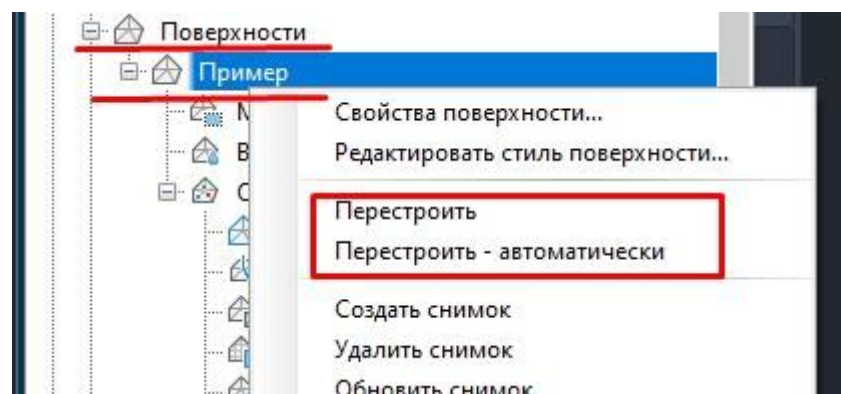 Поверхности
Пример
Свойства поверхности...
Редактировать стиль поверхности...
Перестроить
Перестроить - автоматически
Создать снимок
Удалить снимок
Обновить снимок